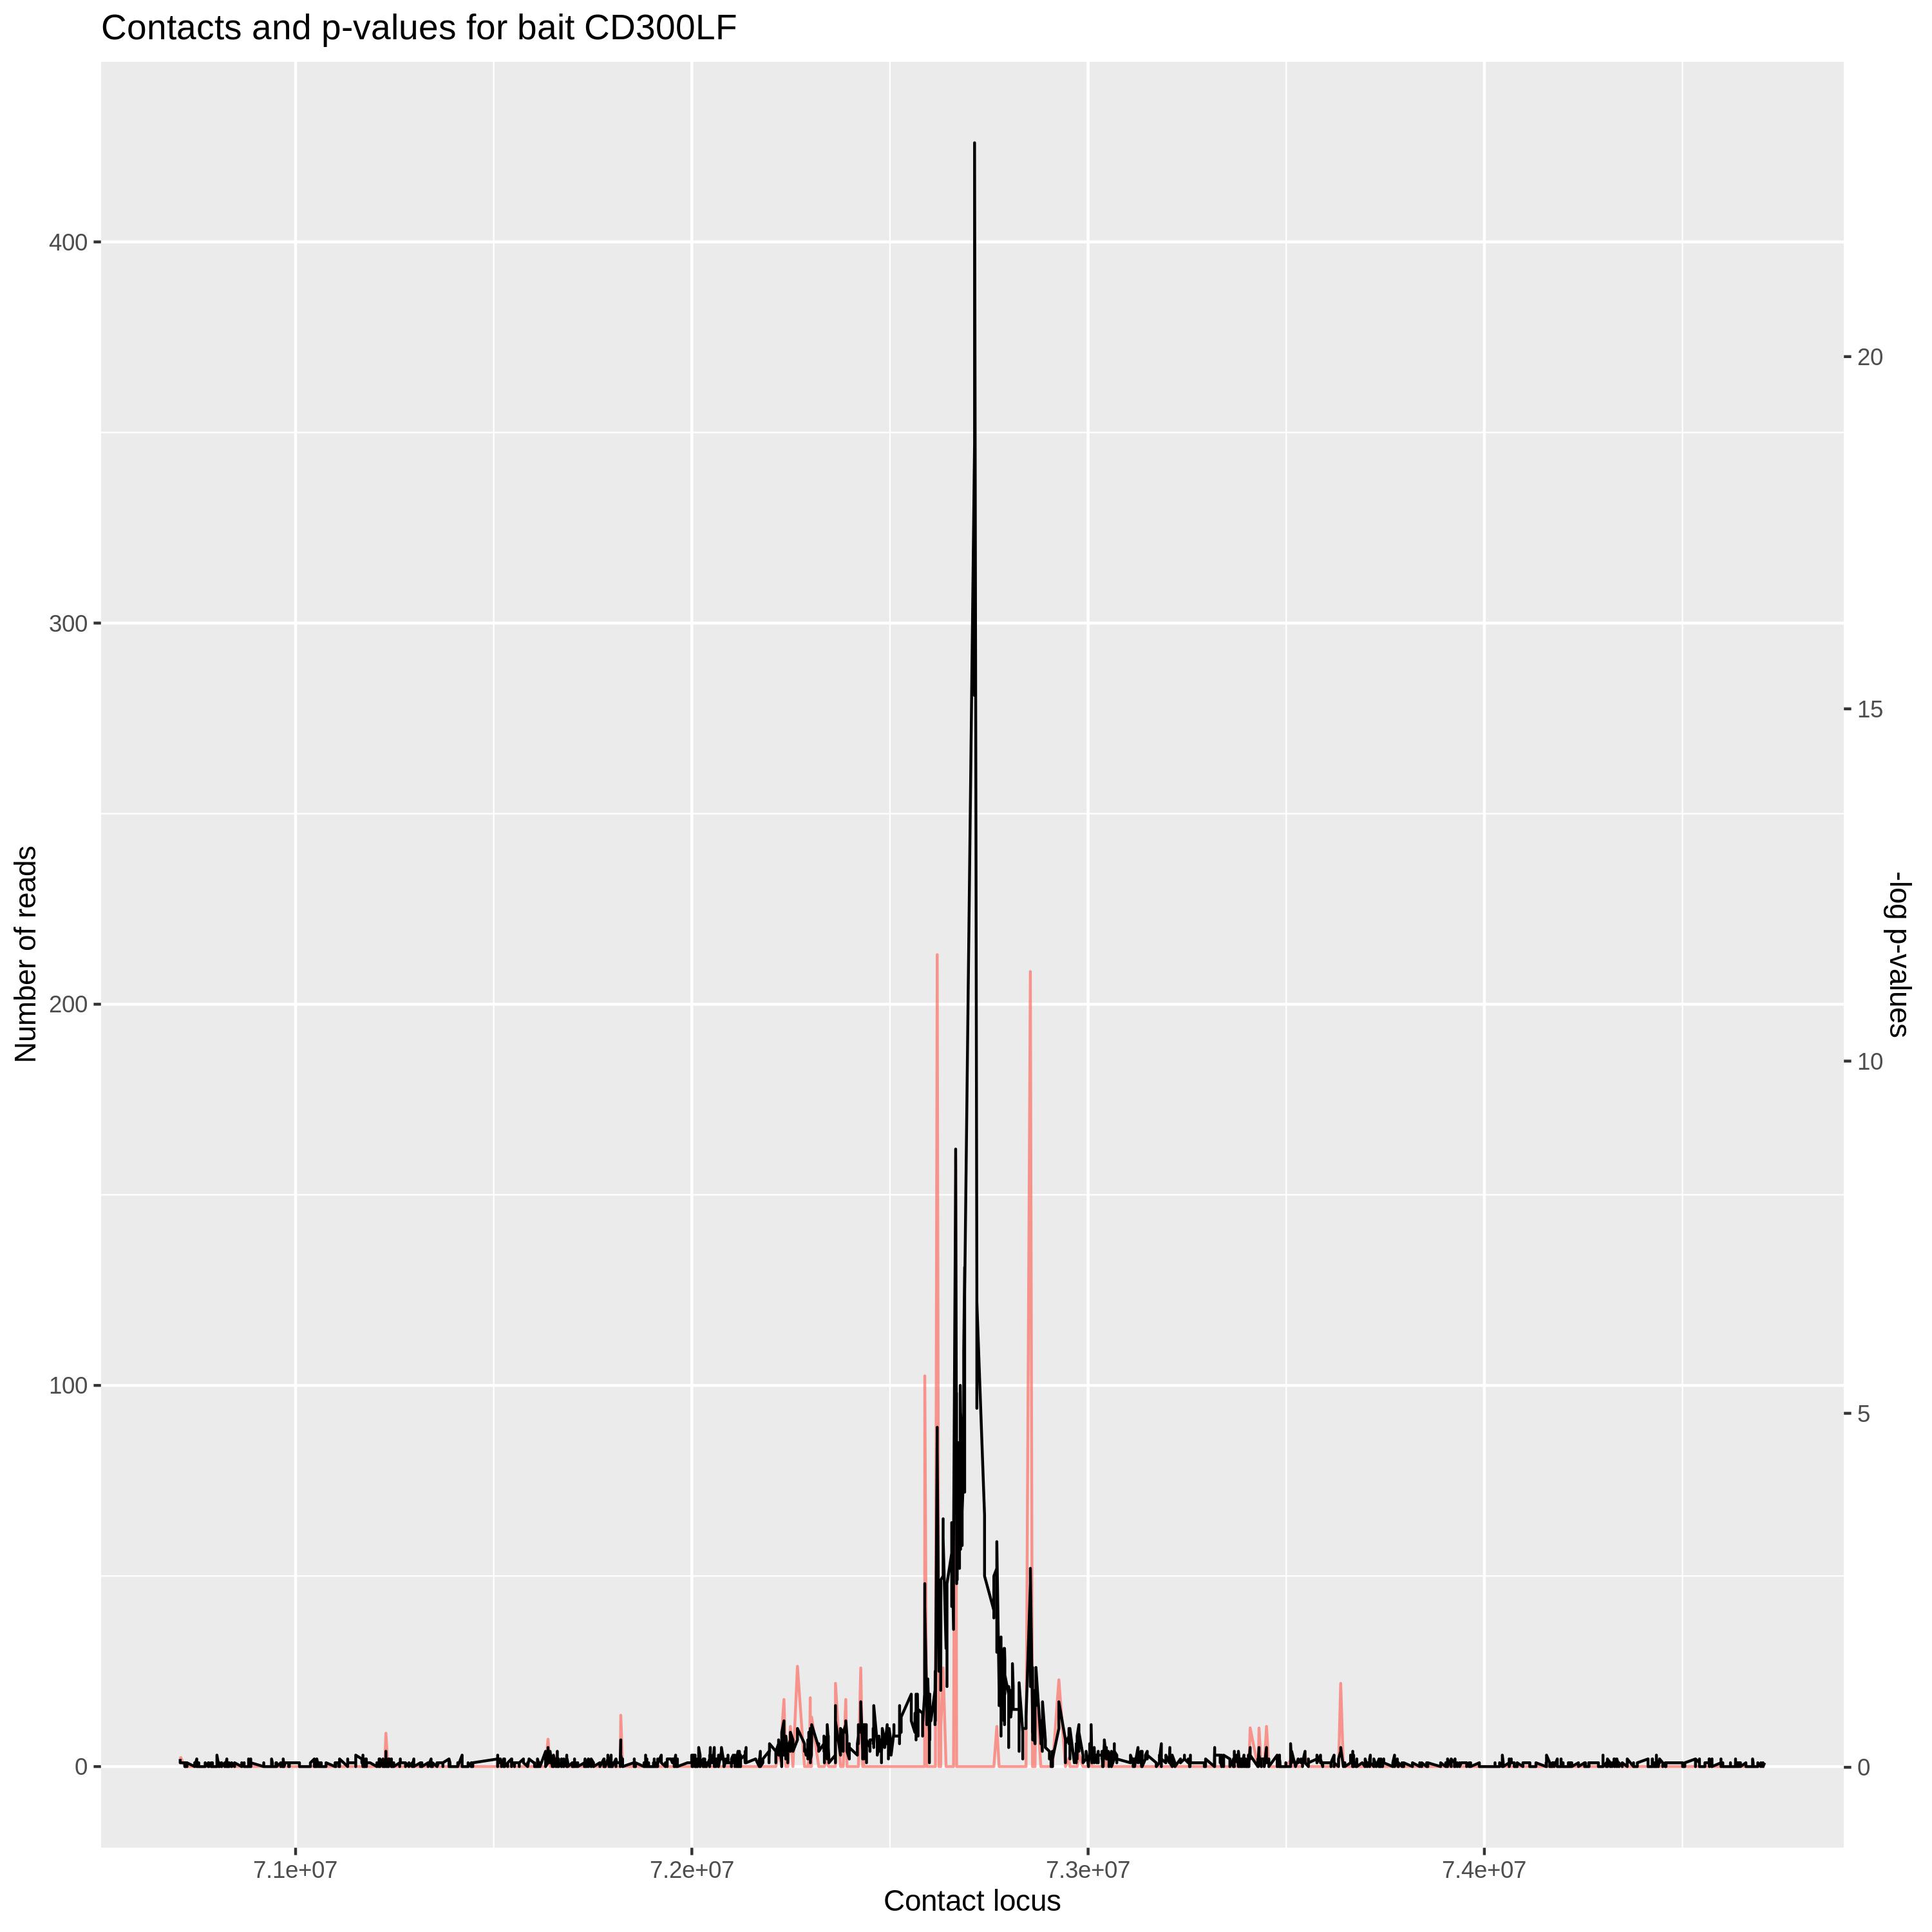 Contacts and p-values for bait CD300LF
400
300
200
100
0
Number of reads
20
15
10
5
0
-log p-values
7.1e+07
7.2e+07
7.3e+07
7.4e+07
Contact locus